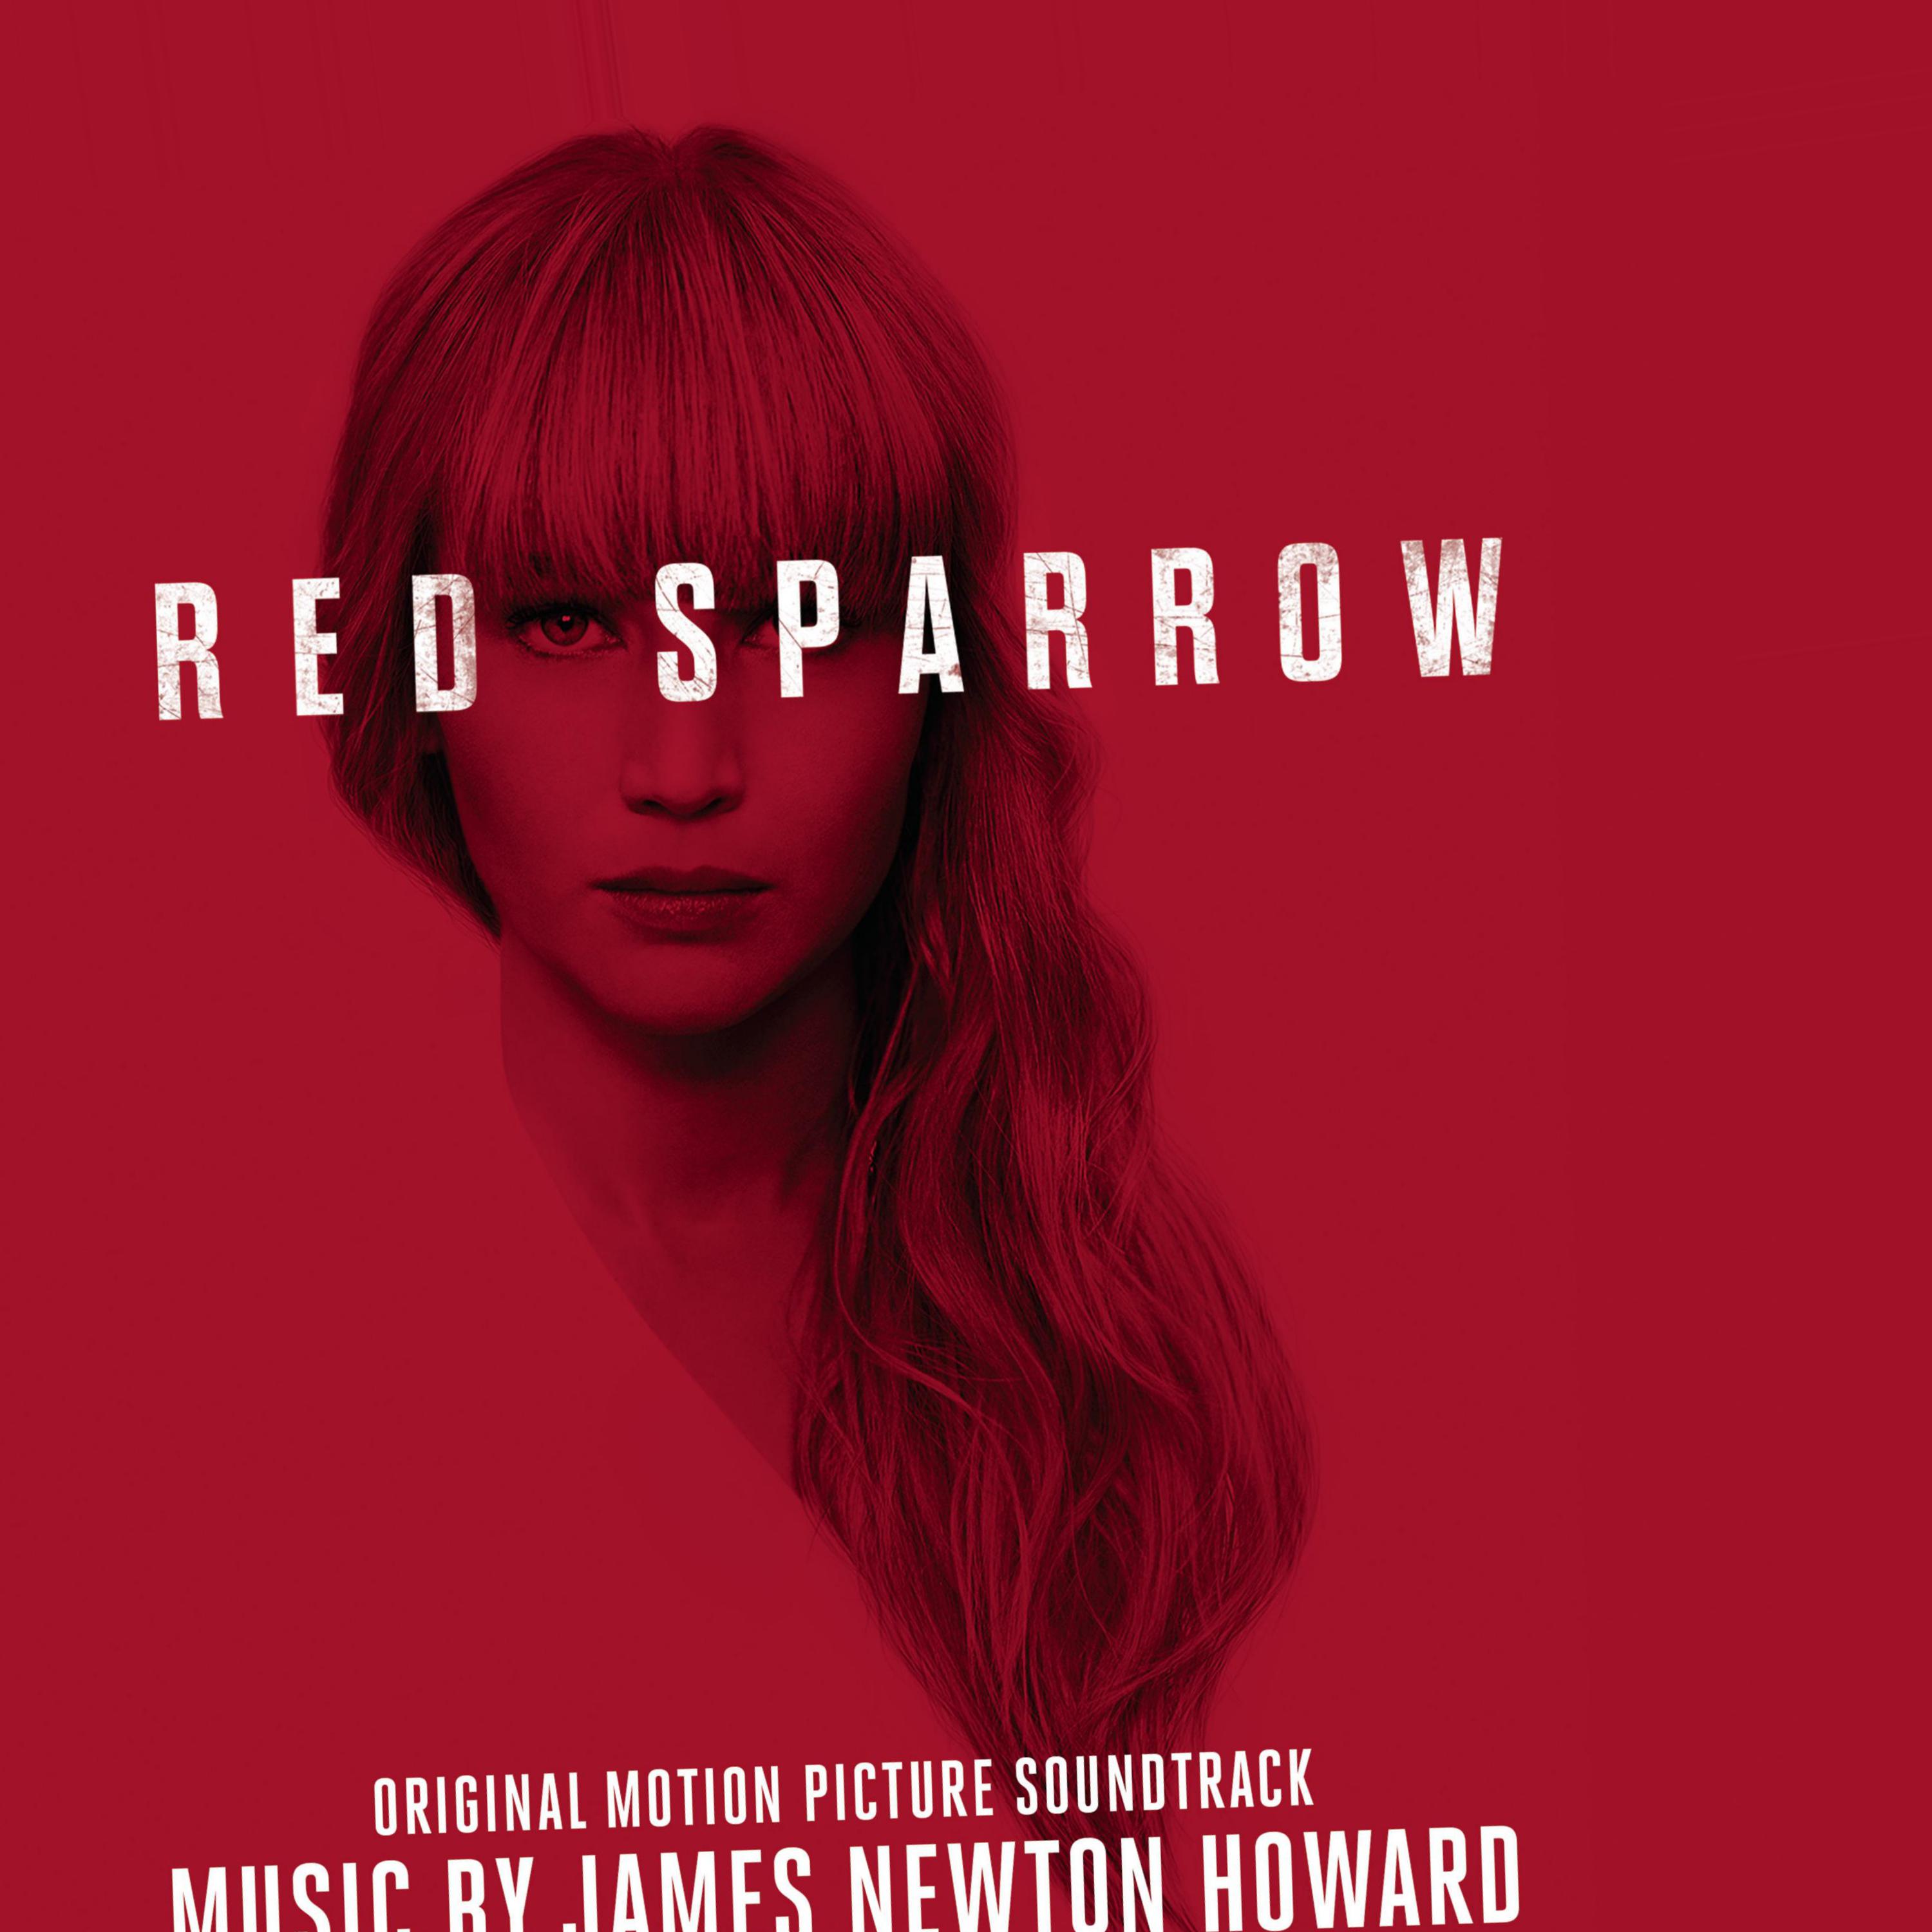 RED SPARROW
ORIGINAL MOTION PICTURE SOUNDTRACK
MUSIC BY JAMES NEWTON HOWARD